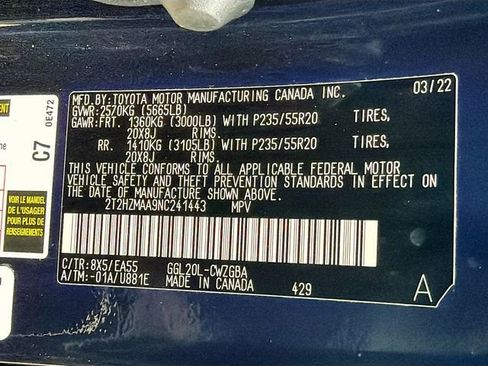 MFD.BY:TOYOTA MOTOR MANUFACTURING CANADA INC. 03/22
GVWR:2570KG (5665LB)
GAWR:FRT. 1360KG (3000LB) WITH P235/55R20 TIRES,
20X8J RIMS.
RR. 1410KG (3105LB) WITH P235/55R20 TIRES,
20X8J RIMS.
THIS VEHICLE CONFORMS TO ALL APPLICABLE FEDERAL MOTOR
VEHICLE SAFETY AND THEFT PREVENTION STANDARDS IN EFFECT ON
THE DATE OF MANUFACTURE SHOWN ABOVE.
2T2HZMAA9NC241443 MPV
C/TR:8X5/EA55 GGL20L-CWZGBA
A/TM:-01A/U881E MADE IN CANADA 429 A
0E472
C7
VOIR LE MANUEL
DE L'USAGER
POUR PLUS DE